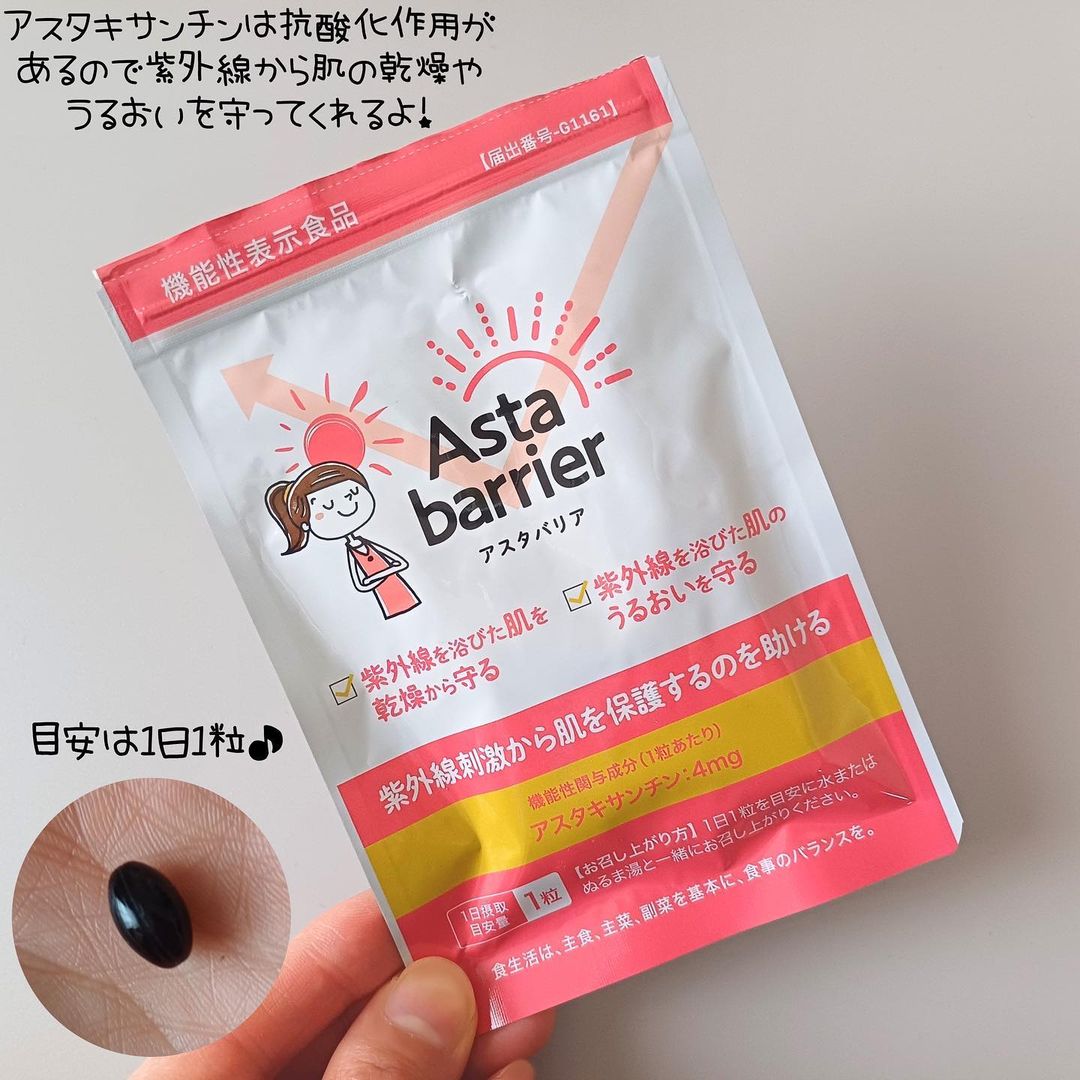 アスタキサンチンは抗酸化作用が
あるので紫外線から肌の乾燥や
うるおいを守ってくれるよ!
【届出番号-G1161】
機能性表示食品
Asta
barrier
アスタバリア
紫外線を浴びた肌を
乾燥から守る
紫外線を浴びた肌の
うるおいを守る
紫外線刺激から肌を保護するのを助ける
機能性関与成分(1粒あたり)
アスタキサンチン:4mg
【お召し上がり方】1日1粒を目安に水または
ぬるま湯と一緒にお召し上がりください。
1日摂取
目安量
1粒
食生活は、主食、主菜、副菜を基本に、食事のバランスを。
目安は1日1粒♪